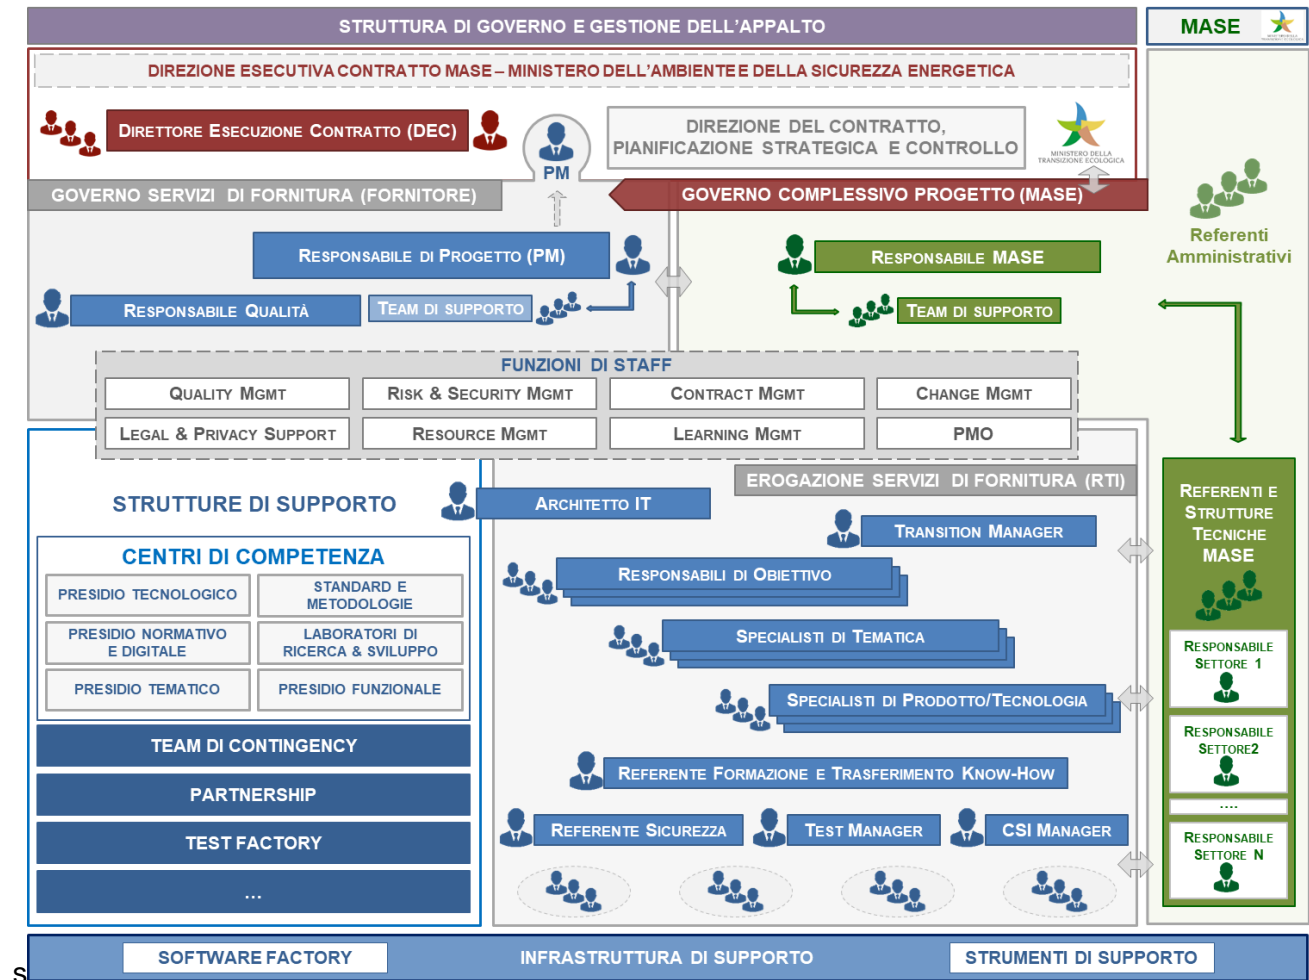 STRUTTURA DI GOVERNO E GESTIONE DELL'APPALTO
MASE
DIREZIONE ESECUTIVA CONTRATTO MASE – MINISTERO DELL'AMBIENTE E DELLA SICUREZZA ENERGETICA
DIRETTORE ESECUZIONE CONTRATTO (DEC)
PM
DIREZIONE DEL CONTRATTO,
PIANIFICAZIONE STRATEGICA E CONTROLLO
MINISTERO DELLA
TRANSIZIONE ECOLOGICA
GOVERNO SERVIZI DI FORNITURA (FORNITORE)
GOVERNO COMPLESSIVO PROGETTO (MASE)
Referenti
Amministrativi
RESPONSABILE DI PROGETTO (PM)
RESPONSABILE MASE
RESPONSABILE QUALITÀ
TEAM DI SUPPORTO
TEAM DI SUPPORTO
FUNZIONI DI STAFF
QUALITY MGMT
RISK & SECURITY MGMT
CONTRACT MGMT
CHANGE MGMT
LEGAL & PRIVACY SUPPORT
RESOURCE MGMT
LEARNING MGMT
PMO
STRUTTURE DI SUPPORTO
CENTRI DI COMPETENZA
PRESIDIO TECNOLOGICO
STANDARD E
METODOLOGIE
PRESIDIO NORMATIVO
E DIGITALE
LABORATORI DI
RICERCA & SVILUPPO
PRESIDIO TEMATICO
PRESIDIO FUNZIONALE
TEAM DI CONTINGENCY
PARTNERSHIP
TEST FACTORY
...
EROGAZIONE SERVIZI DI FORNITURA (RTI)
ARCHITETTO IT
TRANSITION MANAGER
RESPONSABILI DI OBIETTIVO
SPECIALISTI DI TEMATICA
SPECIALISTI DI PRODOTTO/TECNOLOGIA
REFERENTE FORMAZIONE E TRASFERIMENTO KNOW-HOW
REFERENTE SICUREZZA
TEST MANAGER
CSI MANAGER
REFERENTI E
STRUTTURE
TECNICHE
MASE
RESPONSABILE
SETTORE 1
RESPONSABILE
SETTORE2
....
RESPONSABILE
SETTORE N
SOFTWARE FACTORY
INFRASTRUTTURA DI SUPPORTO
STRUMENTI DI SUPPORTO
s